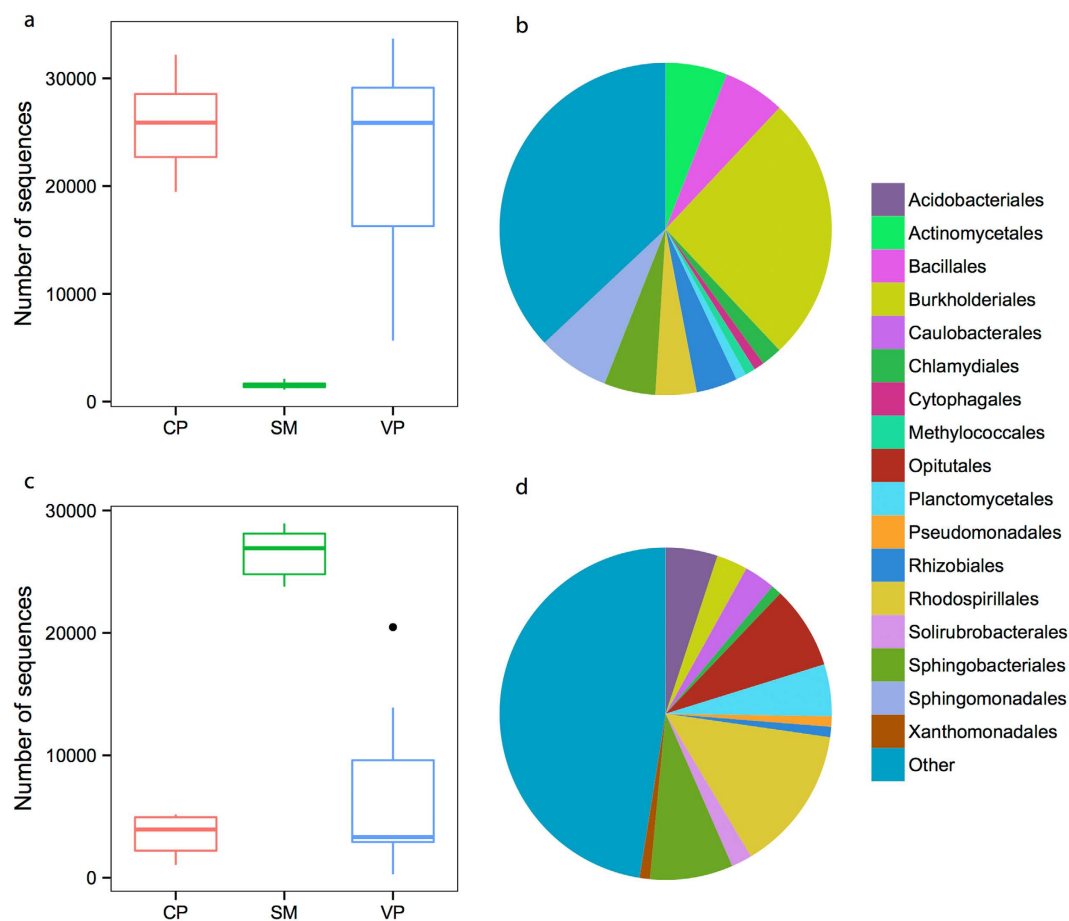 a
Number of sequences
30000
20000
10000
0
CP SM VP
b
c
Number of sequences
30000
20000
10000
0
CP SM VP
d
Acidobacteriales
Actinomycetales
Bacillales
Burkholderiales
Caulobacterales
Chlamydiales
Cytophagales
Methylococcales
Opitutales
Planctomycetales
Pseudomonadales
Rhizobiales
Rhodospirillales
Solirubrobacterales
Sphingobacteriales
Sphingomonadales
Xanthomonadales
Other